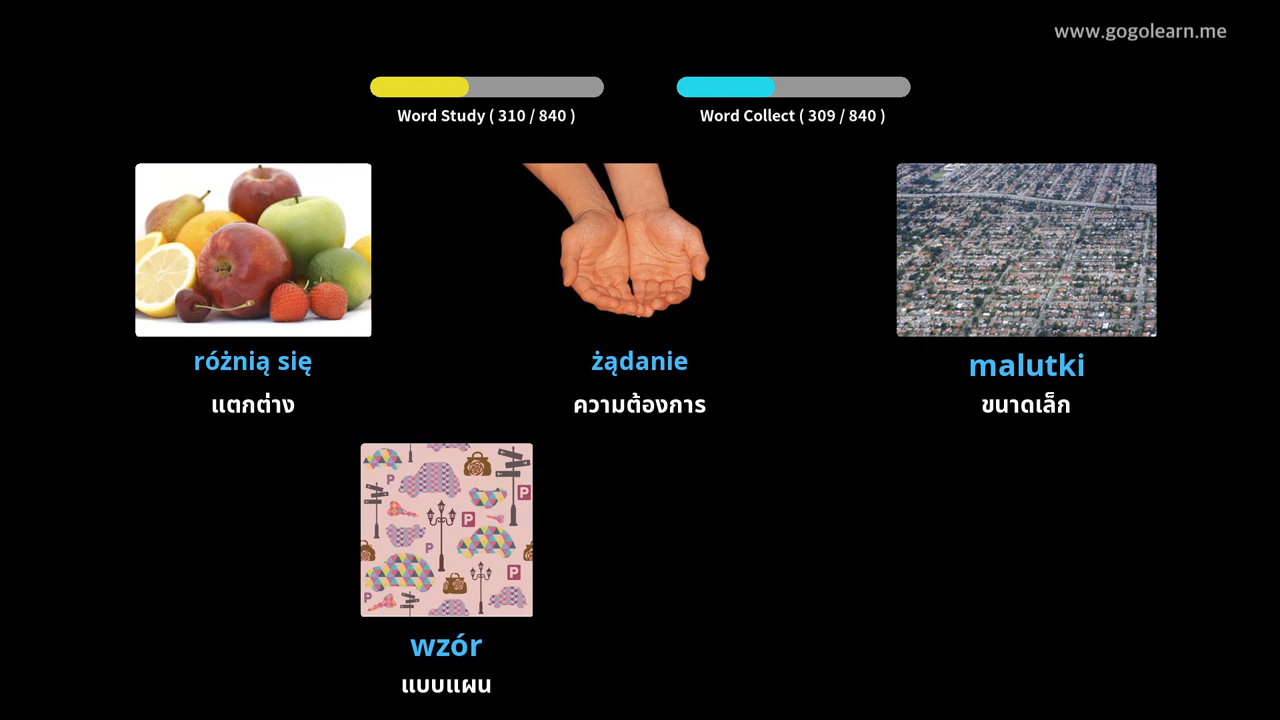 www.gogolearn.me
Word Study ( 310 / 840 )
Word Collect ( 309 / 840 )
różnią się
żądanie
malutki
แตกต่าง
ความต้องการ
ขนาดเล็ก
P
P
P
P
P
P
wzór
แบบแผน